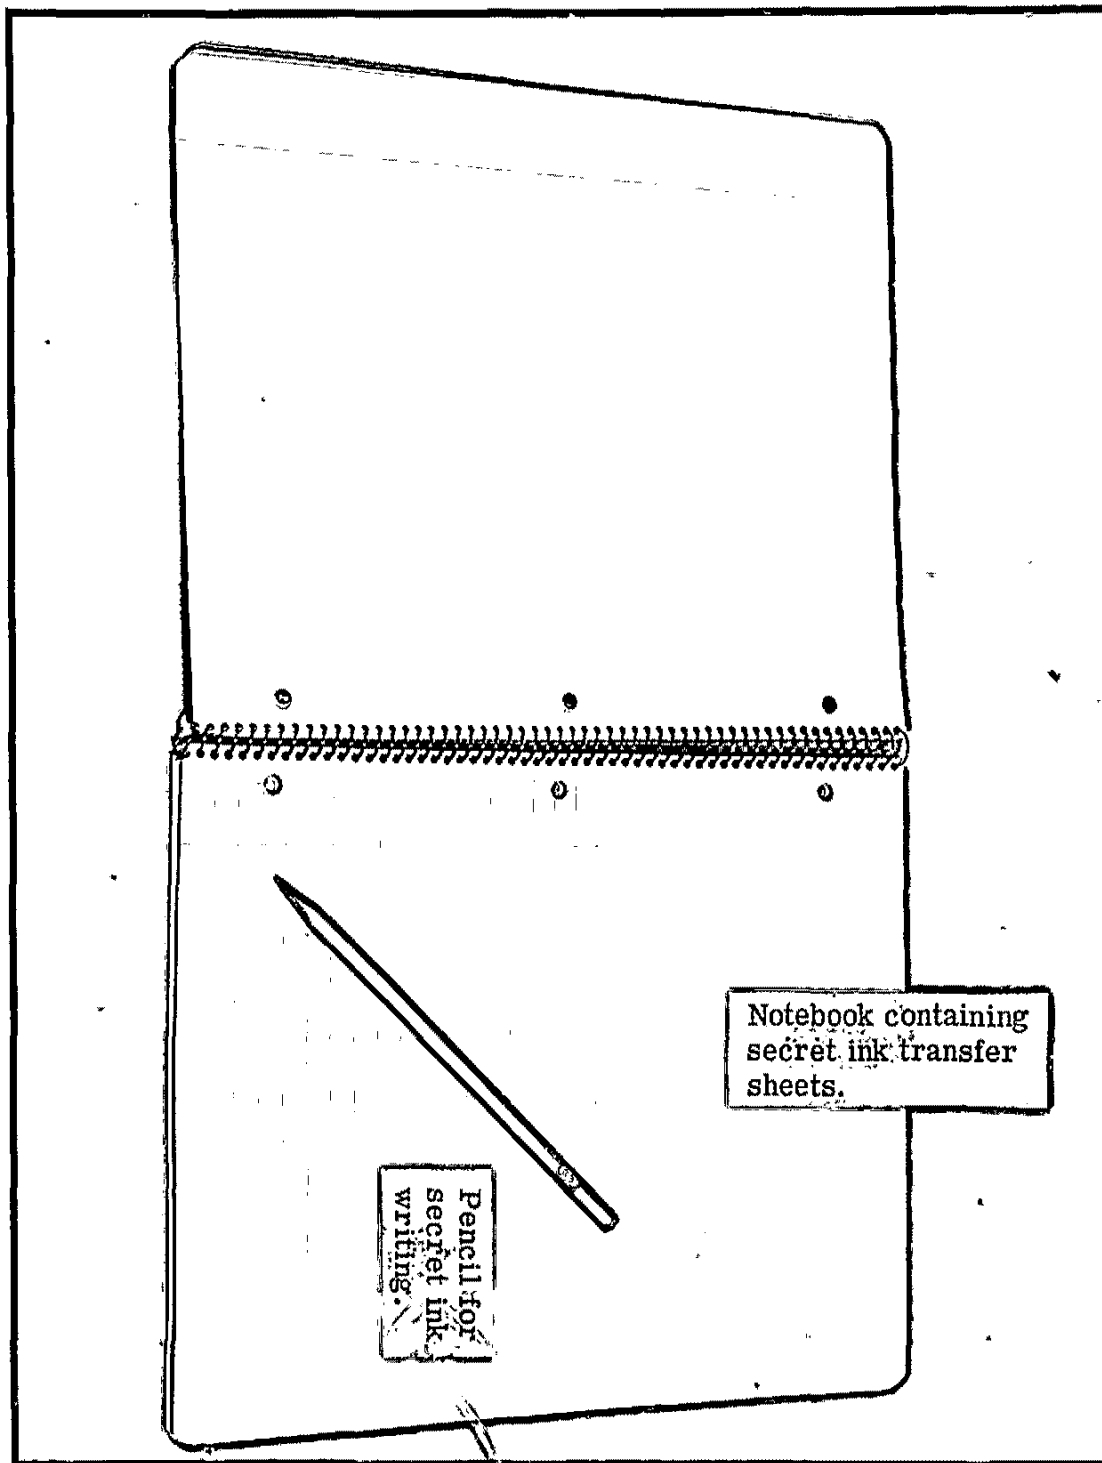 Notebook containing
secret ink transfer
sheets.
Pencil for
secret ink
writing.